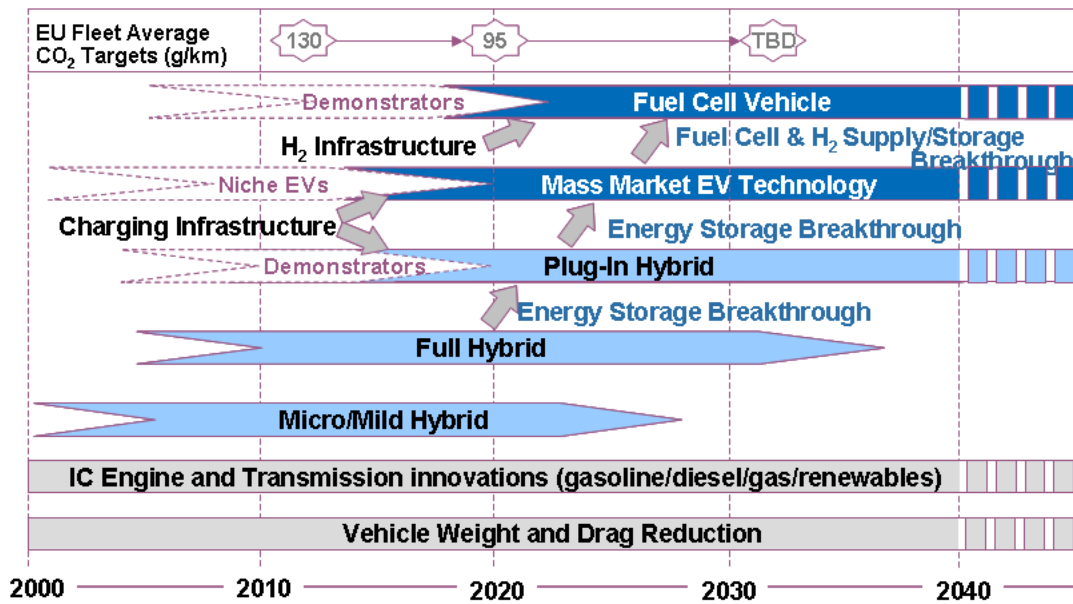 EU Fleet Average
CO₂ Targets (g/km)
130
95
TBD
Demonstrators
Fuel Cell Vehicle
H₂ Infrastructure
Fuel Cell & H₂ Supply/Storage
Breakthrough
Niche EVs
Mass Market EV Technology
Charging Infrastructure
Energy Storage Breakthrough
Demonstrators
Plug-In Hybrid
Energy Storage Breakthrough
Full Hybrid
Micro/Mild Hybrid
IC Engine and Transmission innovations (gasoline/diesel/gas/renewables)
Vehicle Weight and Drag Reduction
2000
2010
2020
2030
2040